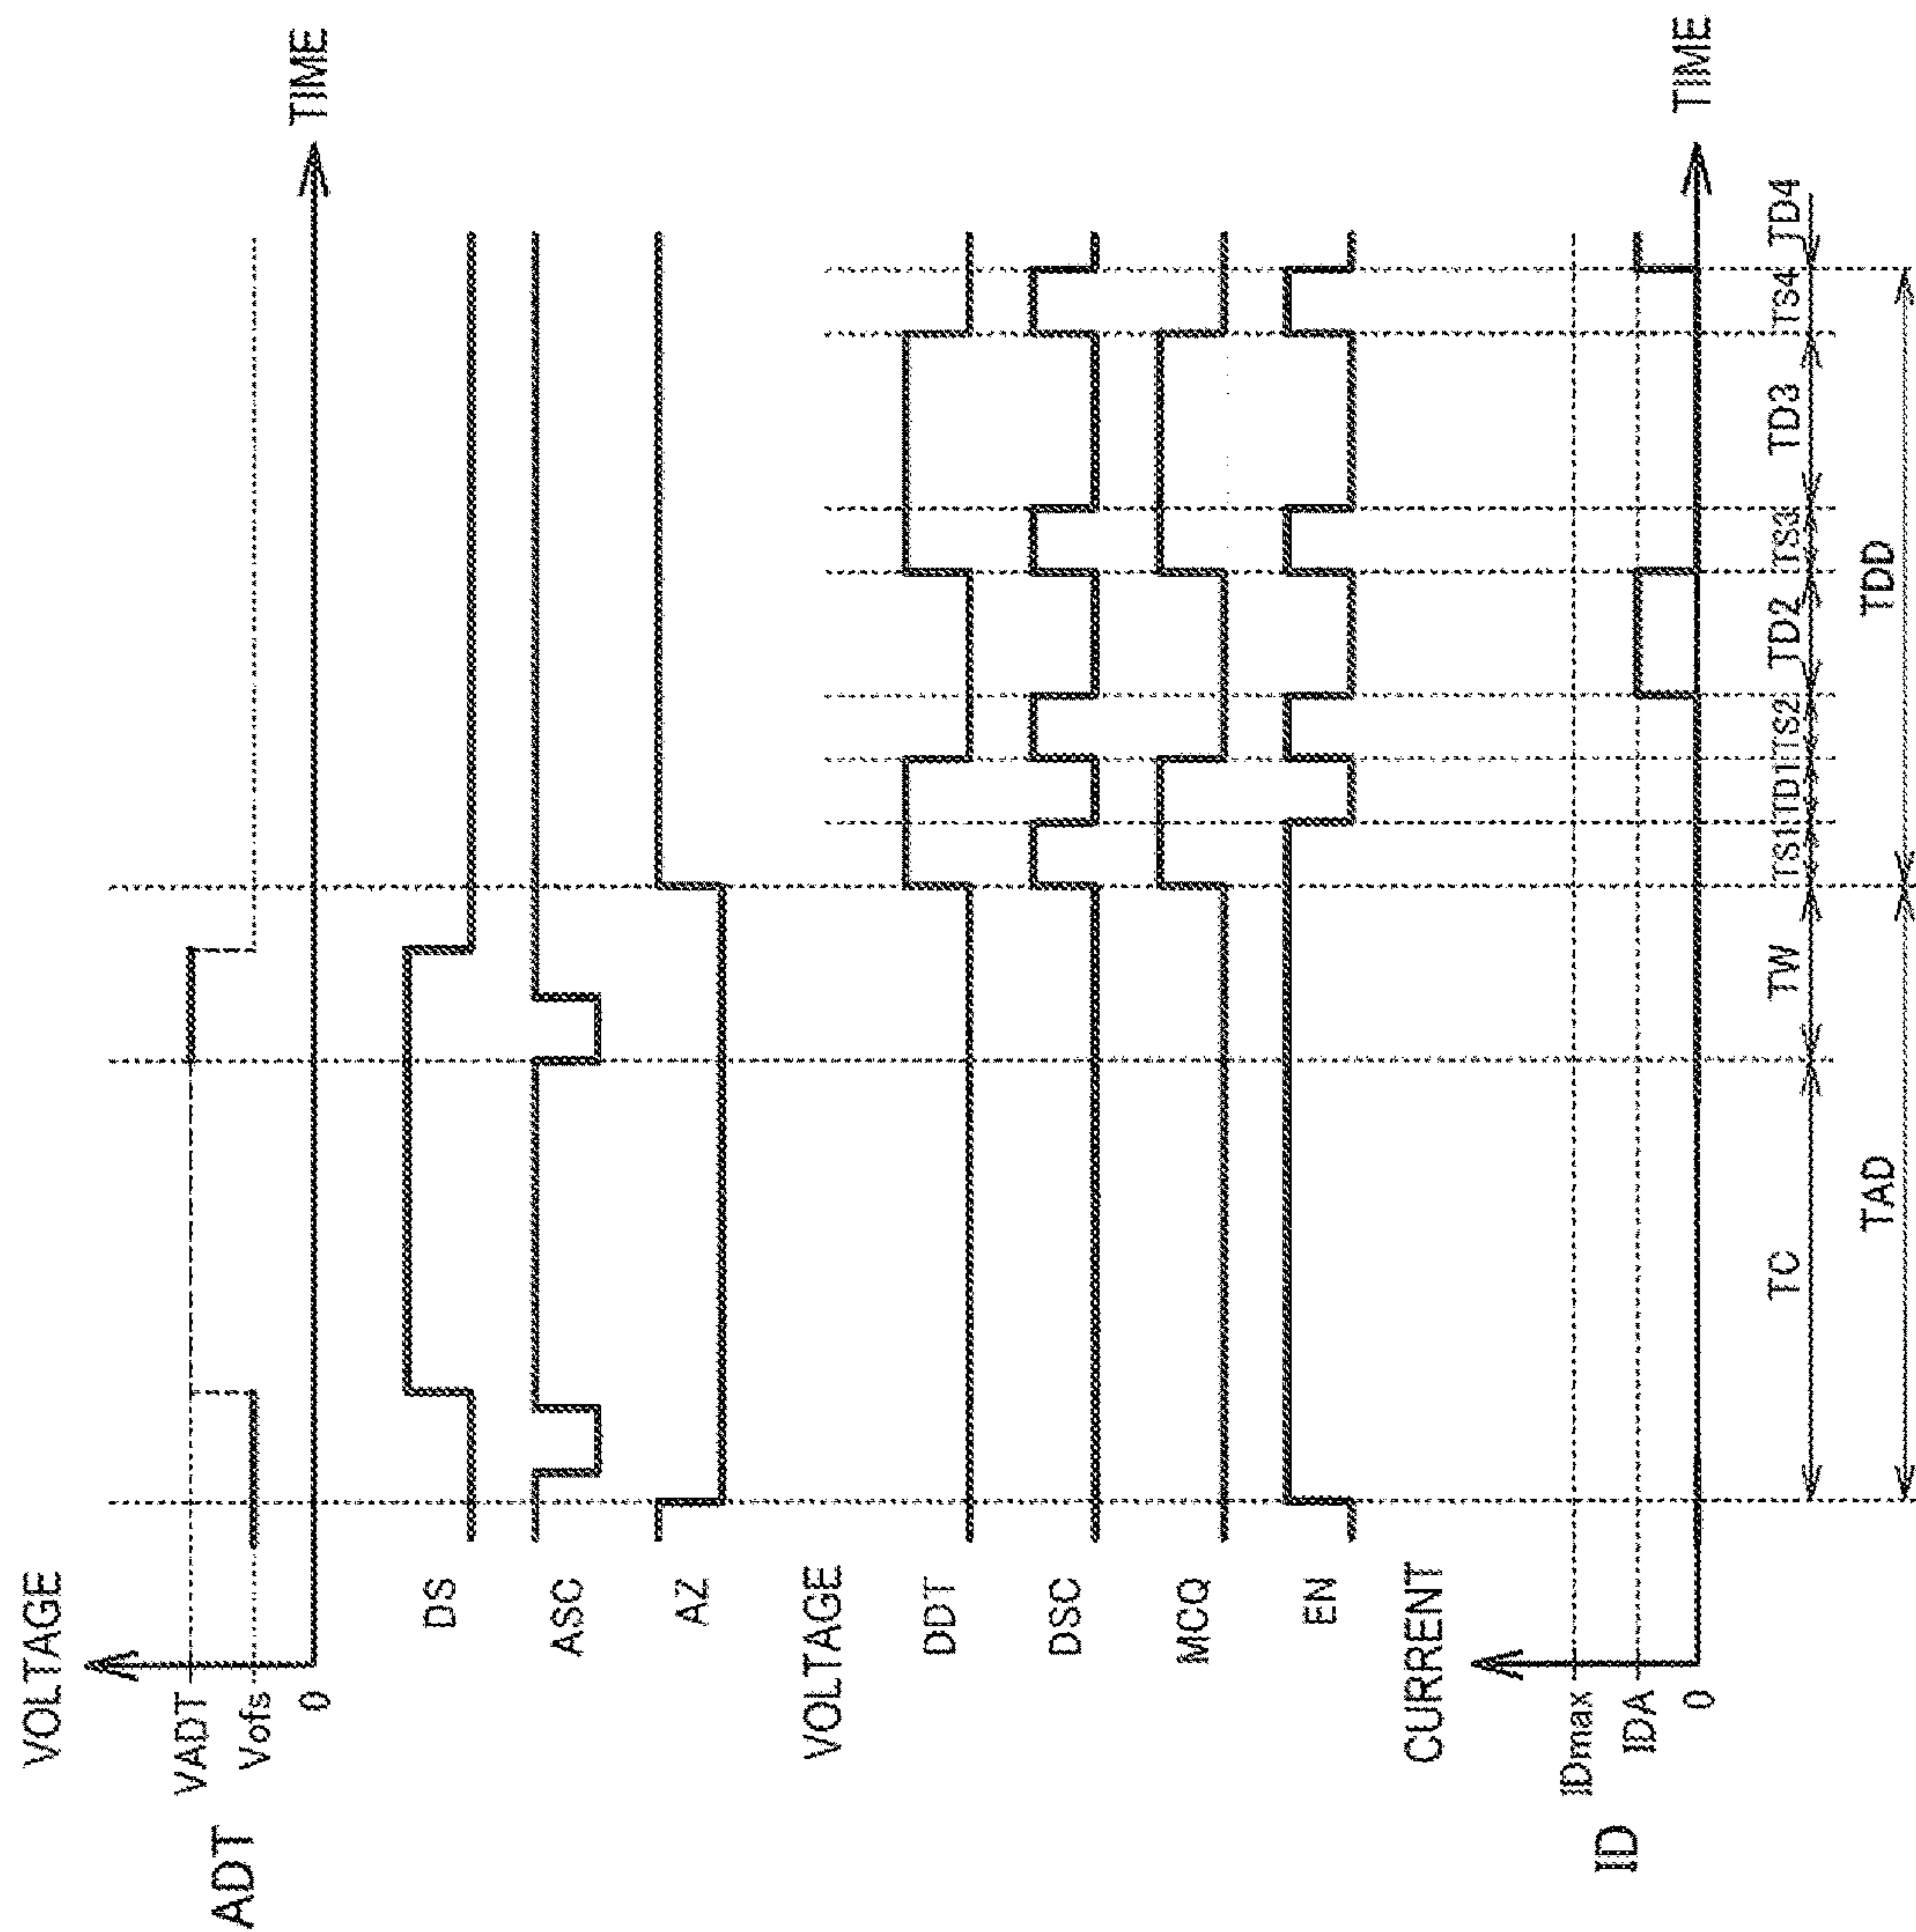 VOLTAGE
ADT
VADT
Vofs
0
TIME
DS
ASC
AZ
VOLTAGE
DDT
DSC
MCQ
EN
CURRENT
ID
IDmax
IDA
0
TIME
TC
TW
TS1
TD1
TS2
TD2
TS3
TD3
TS4
TD4
TAD
TDD